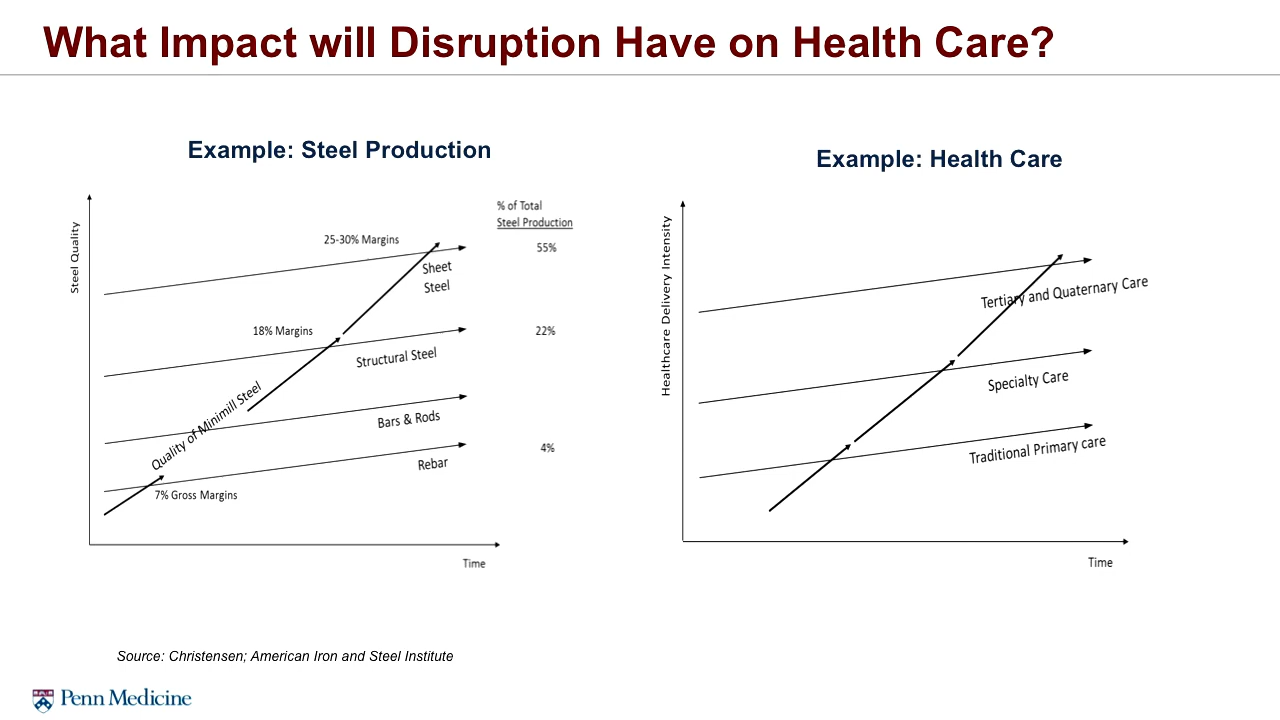 What Impact will Disruption Have on Health Care?
Example: Steel Production
Steel Quality
% of Total
Steel Production
25-30% Margins
55%
Sheet
Steel
18% Margins
22%
Structural Steel
Quality of Minimill Steel
Bars & Rods
4%
Rebar
7% Gross Margins
Time
Example: Health Care
Healthcare Delivery Intensity
Tertiary and Quaternary Care
Specialty Care
Traditional Primary care
Time
Source: Christensen; American Iron and Steel Institute
Penn Medicine